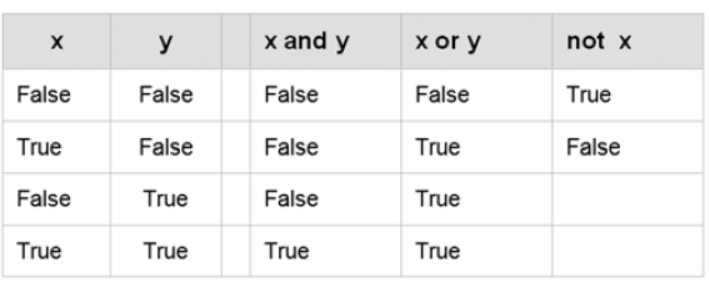 x y x and y x or y not x
False False False False True
True False False True False
False True False True
True True True True